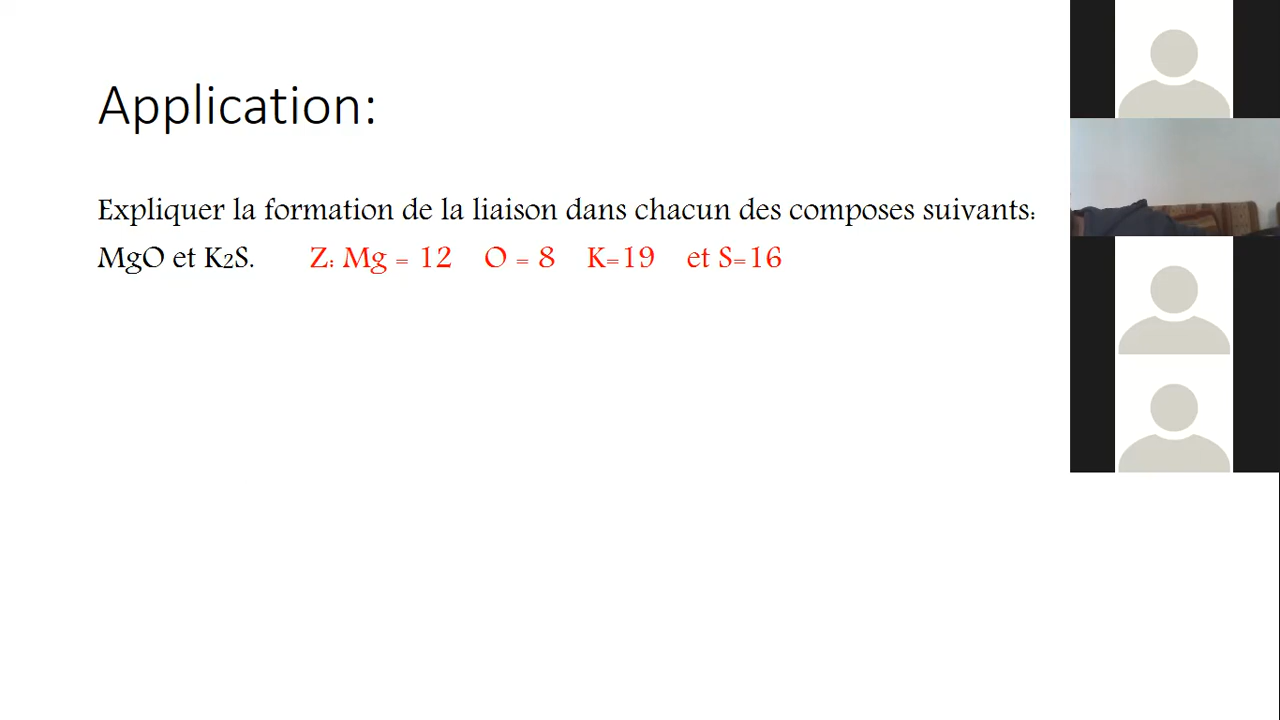 Application:
Expliquer la formation de la liaison dans chacun des composes suivants:
MgO et K2S. Z: Mg = 12 O = 8 K=19 et S=16